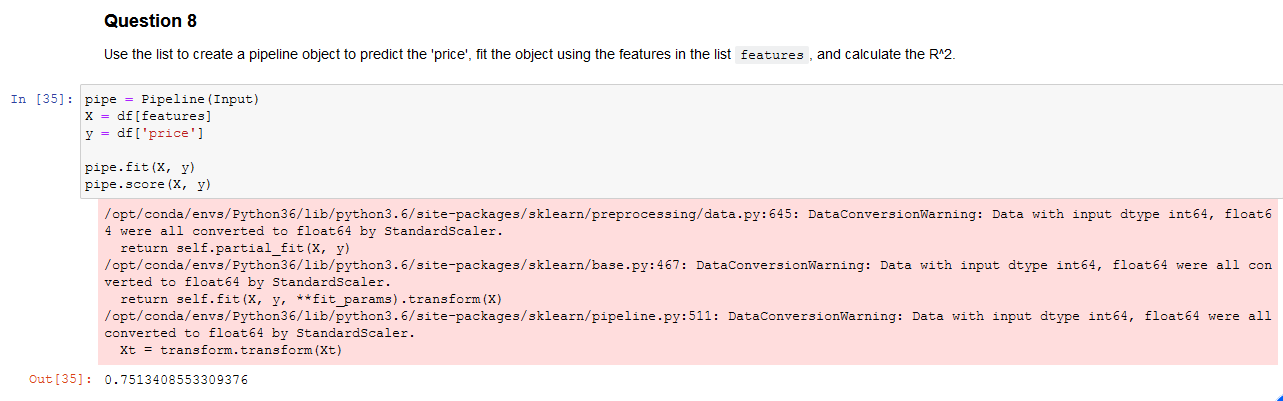 Question 8
Use the list to create a pipeline object to predict the 'price', fit the object using the features in the list features , and calculate the R^2.
In [35]: pipe = Pipeline(Input)
X = df[features]
y = df['price']
pipe.fit(X, y)
pipe.score(X, y)
/opt/conda/envs/Python36/lib/python3.6/site-packages/sklearn/preprocessing/data.py:645: DataConversionWarning: Data with input dtype int64, float6
4 were all converted to float64 by StandardScaler.
  return self.partial_fit(X, y)
/opt/conda/envs/Python36/lib/python3.6/site-packages/sklearn/base.py:467: DataConversionWarning: Data with input dtype int64, float64 were all con
verted to float64 by StandardScaler.
  return self.fit(X, y, **fit_params).transform(X)
/opt/conda/envs/Python36/lib/python3.6/site-packages/sklearn/pipeline.py:511: DataConversionWarning: Data with input dtype int64, float64 were all
converted to float64 by StandardScaler.
  Xt = transform.transform(Xt)
Out[35]: 0.7513408553309376